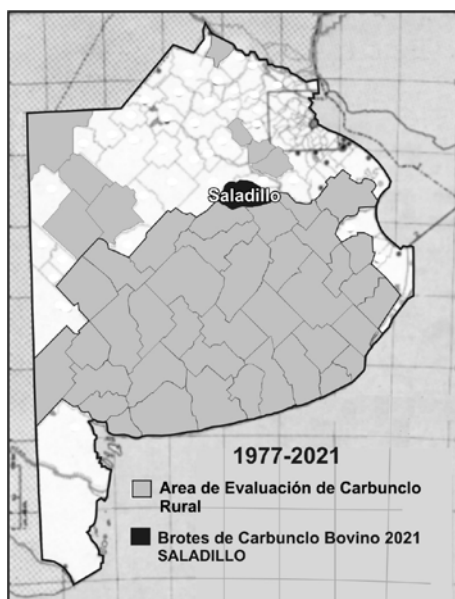 Saladillo
1977-2021
Area de Evaluación de Carbunclo
Rural
Brotes de Carbunclo Bovino 2021
SALADILLO